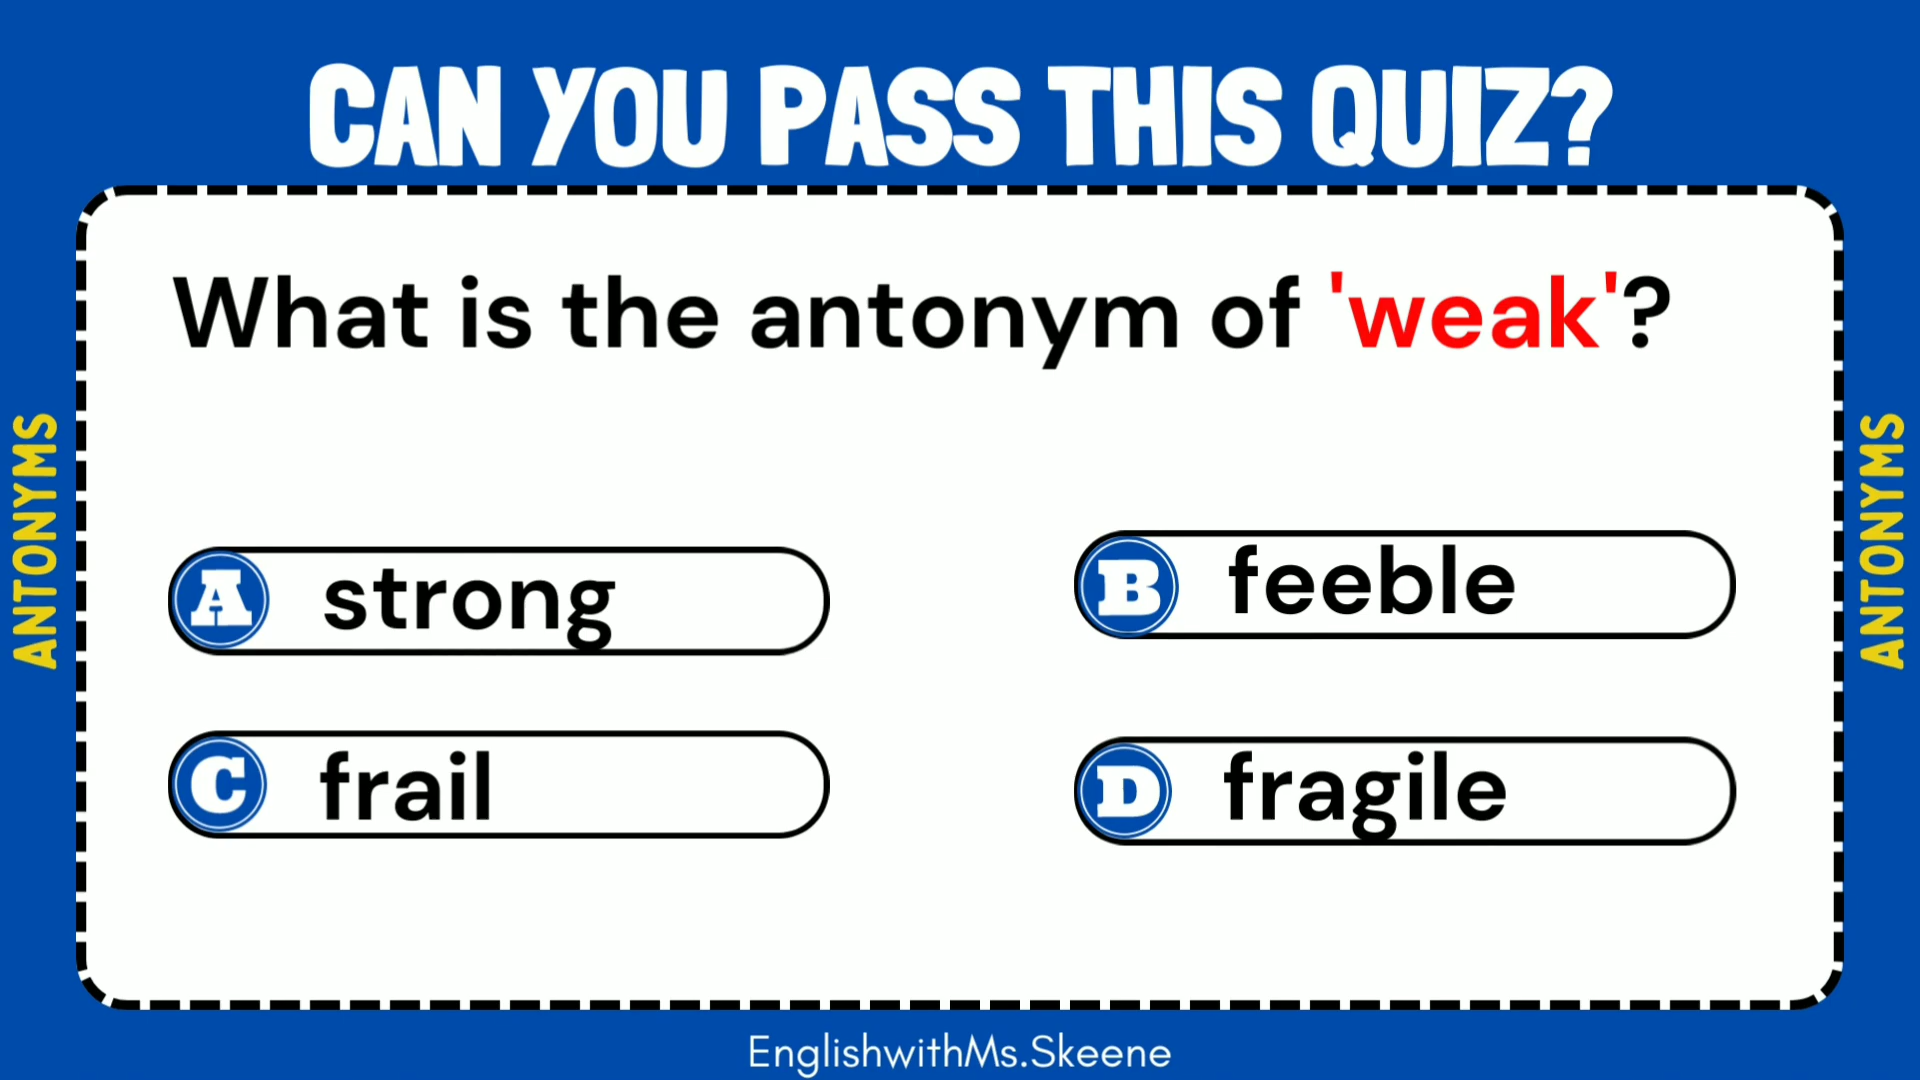 CAN YOU PASS THIS QUIZ?
What is the antonym of 'weak'?
ANTONYMS
ANTONYMS
A strong
B feeble
C frail
D fragile
EnglishwithMs.Skeene